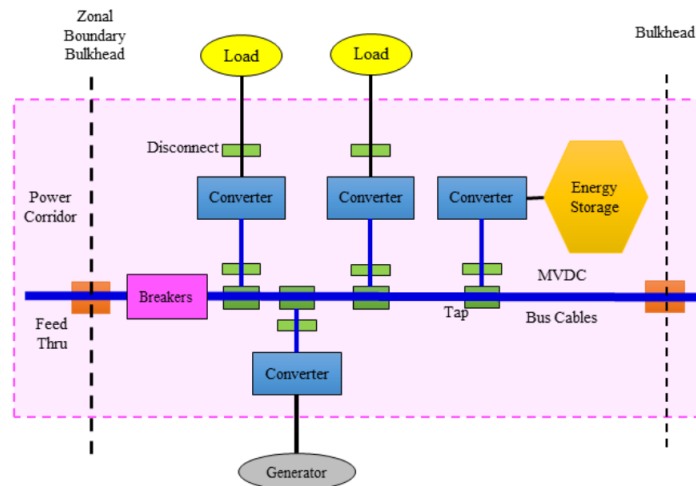 Zonal
Boundary
Bulkhead
Bulkhead
Load
Load
Disconnect
Converter
Converter
Converter
Energy
Storage
Power
Corridor
MVDC
Breakers
Feed
Thru
Tap
Bus Cables
Converter
Generator